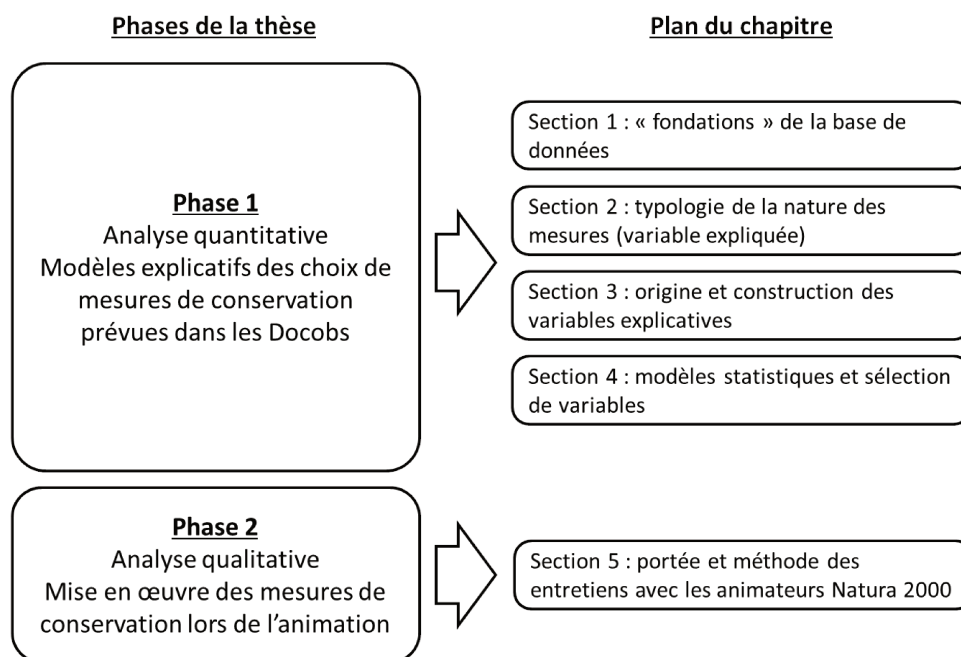 Phases de la thèse
Plan du chapitre
Phase 1
Analyse quantitative
Modèles explicatifs des choix de
mesures de conservation
prévues dans les Docobs
Section 1 : « fondations » de la base de
données
Section 2 : typologie de la nature des
mesures (variable expliquée)
Section 3 : origine et construction des
variables explicatives
Section 4 : modèles statistiques et sélection
de variables
Phase 2
Analyse qualitative
Mise en œuvre des mesures de
conservation lors de l’animation
Section 5 : portée et méthode des
entretiens avec les animateurs Natura 2000